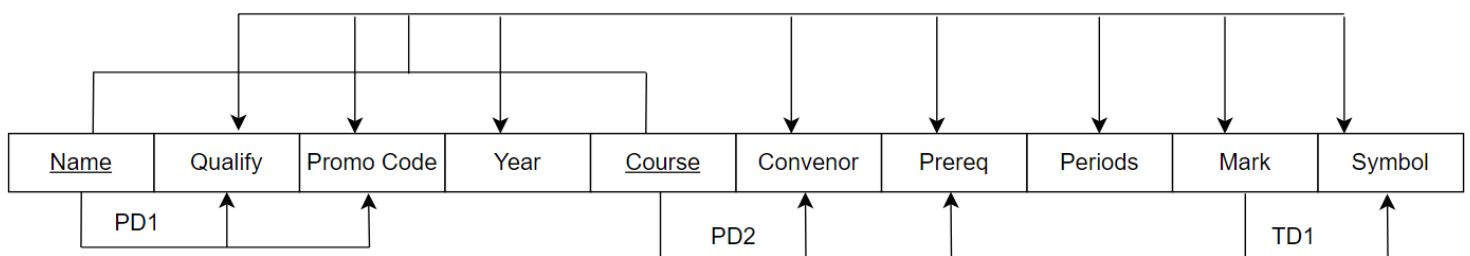 Name Qualify Promo Code Year Course Convenor Prereq Periods Mark Symbol
PD1 PD2 TD1